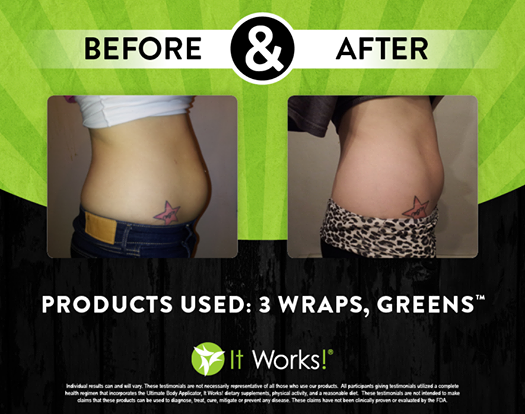 BEFORE & AFTER
PRODUCTS USED: 3 WRAPS, GREENS™
It Works!®
Individual results can and will vary. These testimonials are not necessarily representative of all those who use our products. All participants giving testimonials utilized a complete
health regimen that incorporates the Ultimate Body Applicator, It Works! dietary supplements, physical activity, and a reasonable diet. These testimonials are not intended to make
claims that these products can be used to diagnose, treat, cure, mitigate or prevent any disease. These claims have not been clinically proven or evaluated by the FDA.